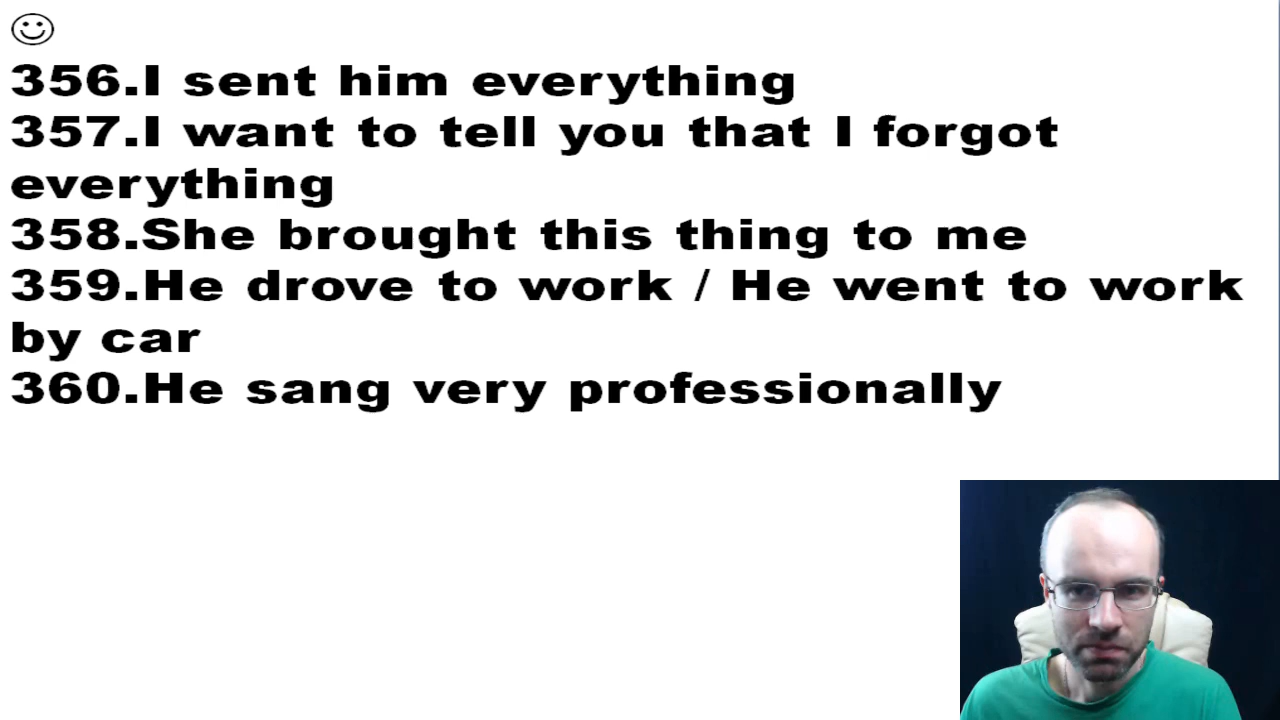 356.I sent him everything
357.I want to tell you that I forgot
everything
358.She brought this thing to me
359.He drove to work / He went to work
by car
360.He sang very professionally